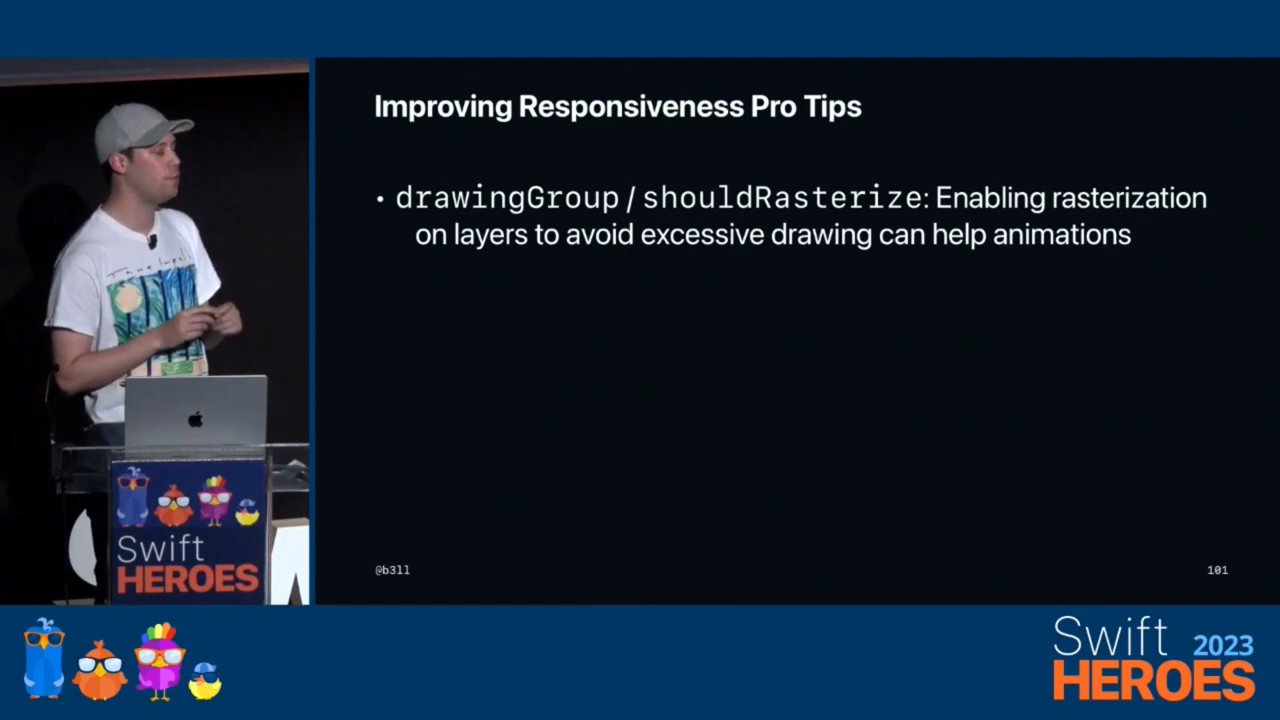 Improving Responsiveness Pro Tips
• drawingGroup / shouldRasterize: Enabling rasterization
on layers to avoid excessive drawing can help animations
@b3ll
101
Swift
HEROES
Swift 2023
HEROES